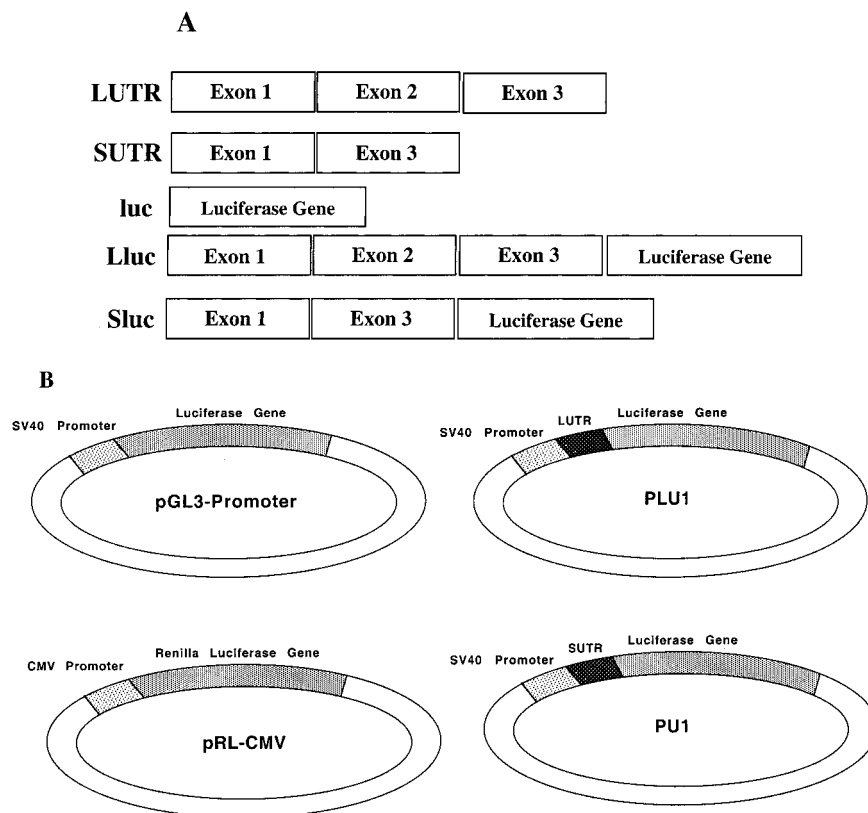 A
LUTR Exon 1 Exon 2 Exon 3
SUTR Exon 1 Exon 3
luc Luciferase Gene
Lluc Exon 1 Exon 2 Exon 3 Luciferase Gene
Sluc Exon 1 Exon 3 Luciferase Gene
B
SV40 Promoter Luciferase Gene
pGL3-Promoter
SV40 Promoter LUTR Luciferase Gene
PLU1
CMV Promoter Renilla Luciferase Gene
pRL-CMV
SV40 Promoter SUTR Luciferase Gene
PU1